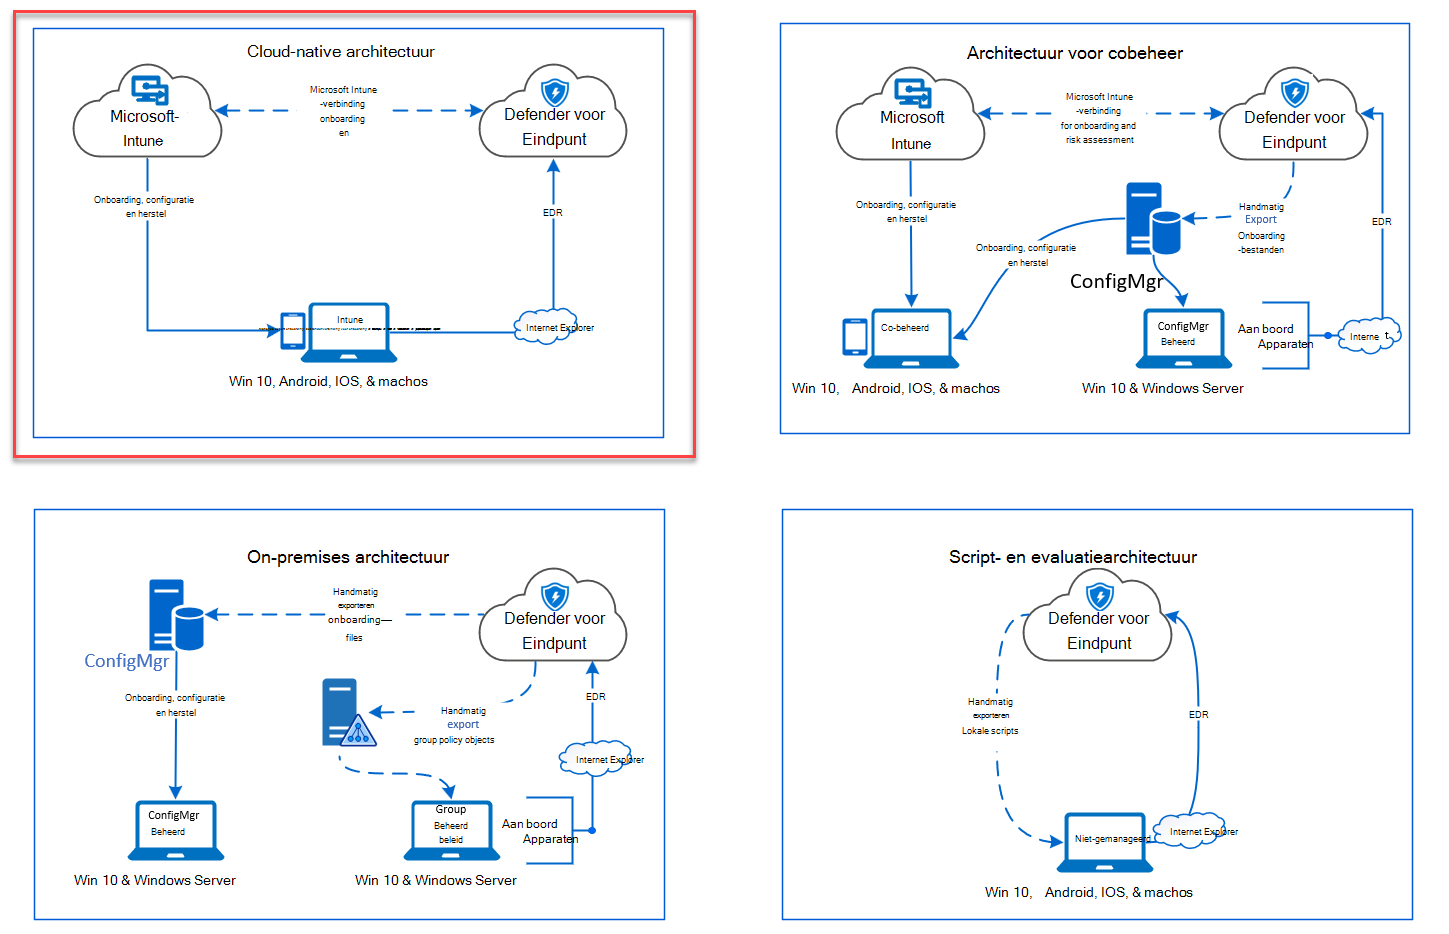 Cloud-native architectuur
Microsoft-
Intune
Microsoft Intune
-verbinding
onboarding
en
Defender voor
Eindpunt
Onboarding, configuratie
en herstel
EDR
Intune
Internet Explorer
Win 10, Android, IOS, & machos
Architectuur voor cobeheer
Microsoft
Intune
Microsoft Intune
-verbinding
for onboarding and
risk assessment
Defender voor
Eindpunt
Onboarding, configuratie
en herstel
Onboarding, configuratie
en herstel
ConfigMgr
Handmatig
Export
Onboarding
-bestanden
EDR
Co-beheerd
ConfigMgr
Beheerd
Aan boord
Apparaten
Interne t
Win 10, Android, IOS, & machos
Win 10 & Windows Server
On-premises architectuur
ConfigMgr
Handmatig
exporteren
onboarding—
files
Defender voor
Eindpunt
Onboarding, configuratie
en herstel
Handmatig
export
group policy objects
EDR
Internet Explorer
ConfigMgr
Beheerd
Group
Beheerd
beleid
Aan boord
Apparaten
Win 10 & Windows Server
Win 10 & Windows Server
Script- en evaluatiearchitectuur
Defender voor
Eindpunt
Handmatig
exporteren
Lokale scripts
EDR
Niet-gemanageerd
Internet Explorer
Win 10, Android, IOS, & machos